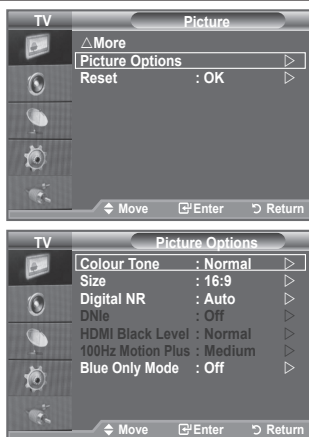 TV Picture
△More
Picture Options ▷
Reset : OK ▷
Move Enter Return
TV Picture Options
Colour Tone : Normal ▷
Size : 16:9 ▷
Digital NR : Auto ▷
DNIe : Off ▷
HDMI Black Level : Normal ▷
100Hz Motion Plus : Medium ▷
Blue Only Mode : Off ▷
Move Enter Return